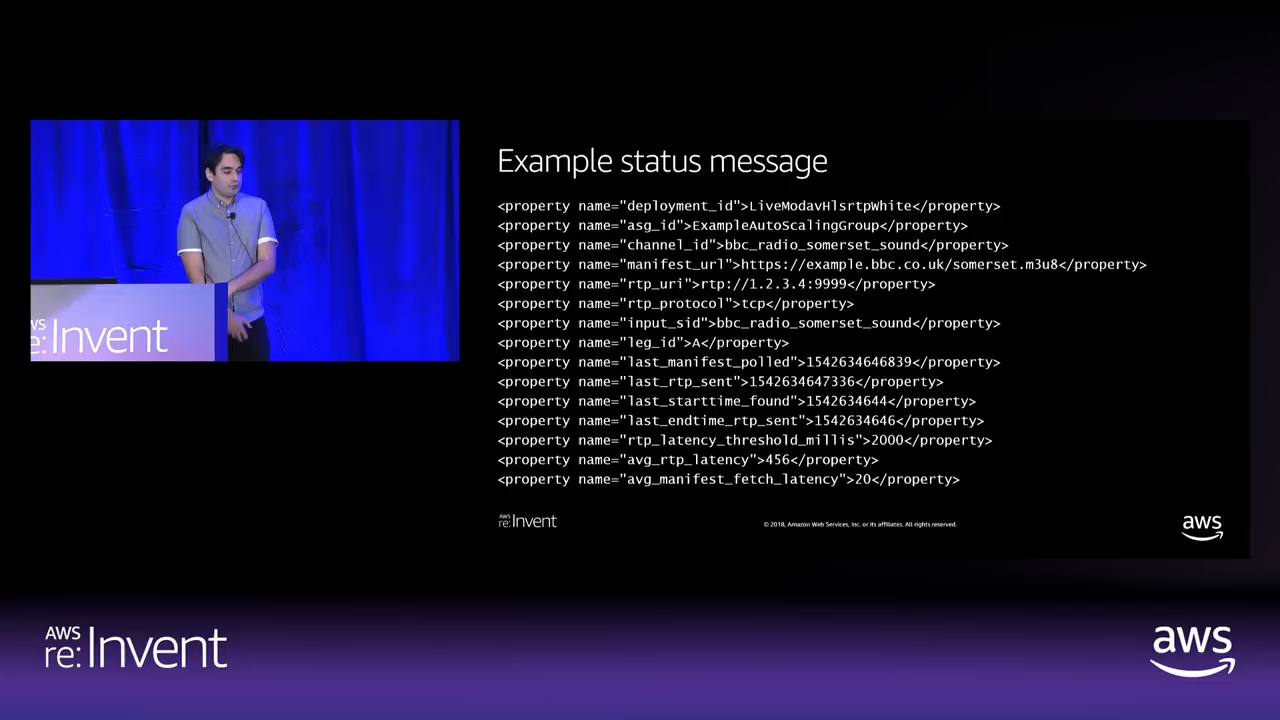 Example status message
<property name="deployment_id">LiveModavHlsrtpWhite</property>
<property name="asg_id">ExampleAutoScalingGroup</property>
<property name="channel_id">bbc_radio_somerset_sound</property>
<property name="manifest_url">https://example.bbc.co.uk/somerset.m3u8</property>
<property name="rtp_uri">rtp://1.2.3.4:9999</property>
<property name="rtp_protocol">tcp</property>
<property name="input_sid">bbc_radio_somerset_sound</property>
<property name="leg_id">A</property>
<property name="last_manifest_polled">1542634646839</property>
<property name="last_rtp_sent">1542634647336</property>
<property name="last_starttime_found">1542634644</property>
<property name="last_endtime_rtp_sent">1542634646</property>
<property name="rtp_latency_threshold_millis">2000</property>
<property name="avg_rtp_latency">456</property>
<property name="avg_manifest_fetch_latency">20</property>
WS
re:Invent
AWS
re:Invent
© 2018, Amazon Web Services, Inc. or its affiliates. All rights reserved.
aws
AWS
re:Invent
aws